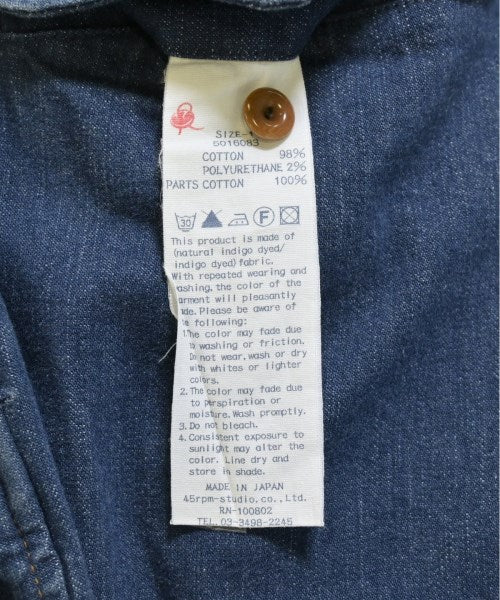 SIZE-1
6016083
COTTON 98%
POLYURETHANE 2%
PARTS COTTON 100%
30 F
This product is made of
(natural indigo dyed/
indigo dyed) fabric.
With repeated wearing and
washing, the color of the
garment will pleasantly
fade. Please be aware of
the following:
1. The color may fade due
to washing or friction.
Do not wear, wash or dry
with whites or lighter
colors.
2. The color may fade due
to perspiration or
moisture. Wash promptly.
3. Do not bleach.
4. Consistent exposure to
sunlight may alter the
color. Line dry and
store in shade.
MADE IN JAPAN
45rpm-studio.co., Ltd.
RN-100802
TEL. 03-3498-2245